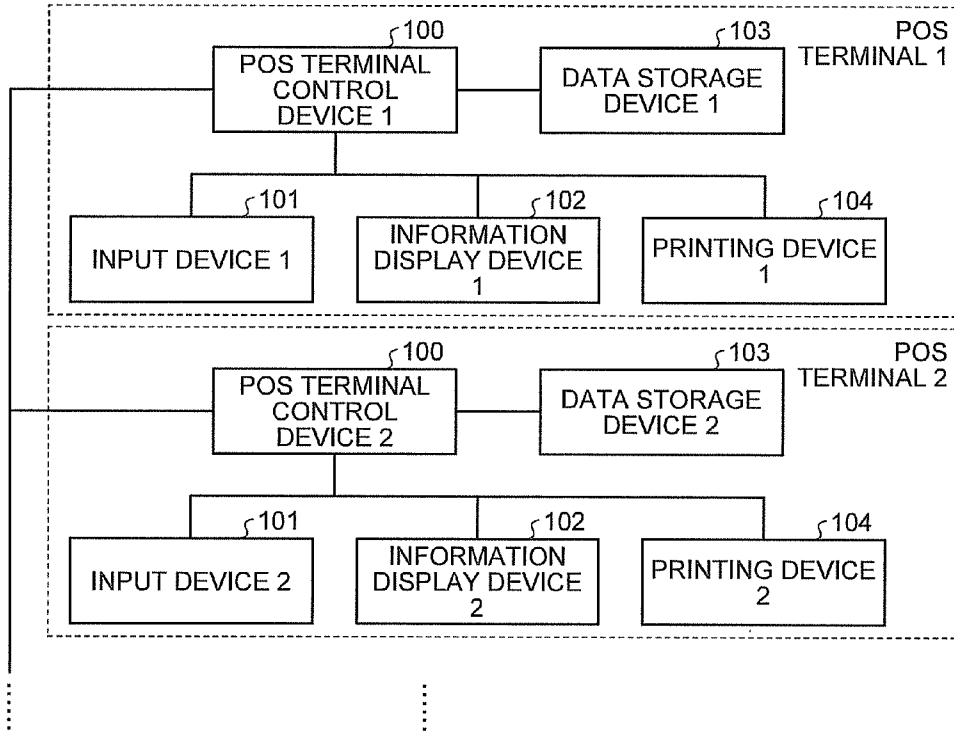 100
103
POS
TERMINAL 1
POS TERMINAL
CONTROL
DEVICE 1
DATA STORAGE
DEVICE 1
101
102
104
INPUT DEVICE 1
INFORMATION
DISPLAY DEVICE
1
PRINTING DEVICE
1
100
103
POS
TERMINAL 2
POS TERMINAL
CONTROL
DEVICE 2
DATA STORAGE
DEVICE 2
101
102
104
INPUT DEVICE 2
INFORMATION
DISPLAY DEVICE
2
PRINTING DEVICE
2